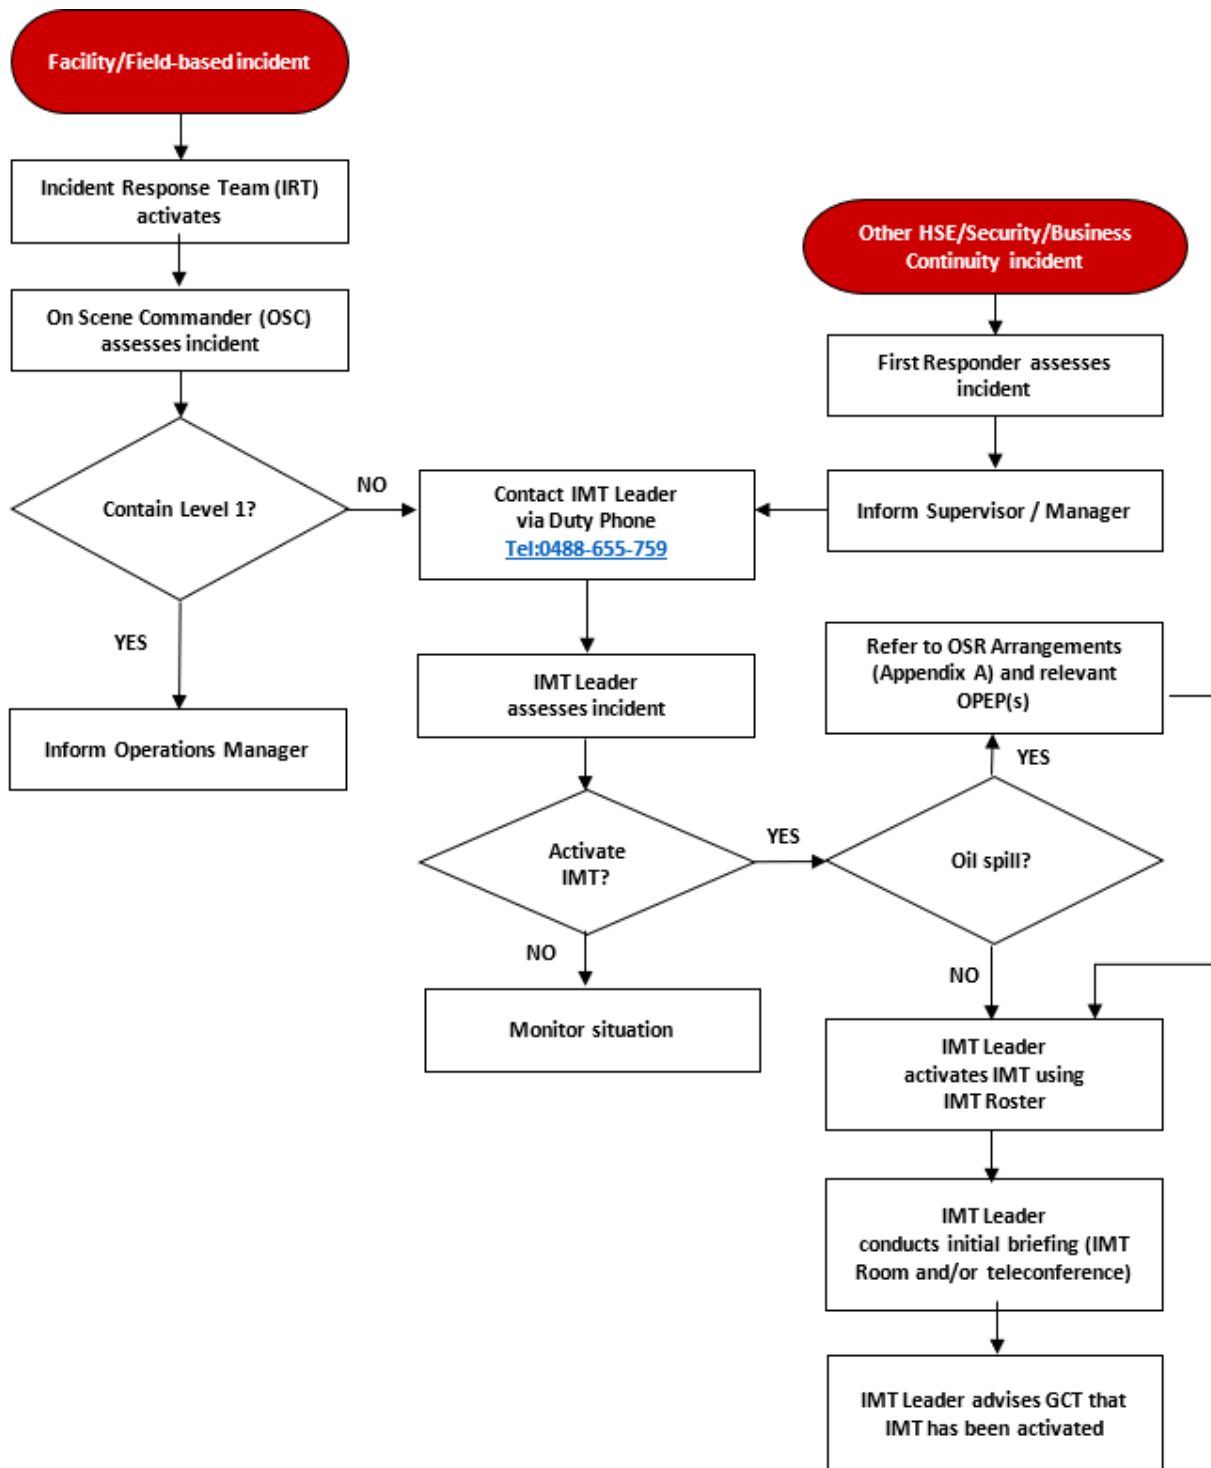 Facility/Field-based incident
Incident Response Team (IRT)
activates
On Scene Commander (OSC)
assesses incident
Contain Level 1?
NO
YES
Inform Operations Manager
Other HSE/Security/Business
Continuity incident
First Responder assesses
incident
Inform Supervisor / Manager
Contact IMT Leader
via Duty Phone
Tel:0488-655-759
IMT Leader
assesses incident
Activate
IMT?
YES
NO
Monitor situation
Refer to OSR Arrangements
(Appendix A) and relevant
OPEP(s)
YES
Oil spill?
NO
IMT Leader
activates IMT using
IMT Roster
IMT Leader
conducts initial briefing (IMT
Room and/or teleconference)
IMT Leader advises GCT that
IMT has been activated